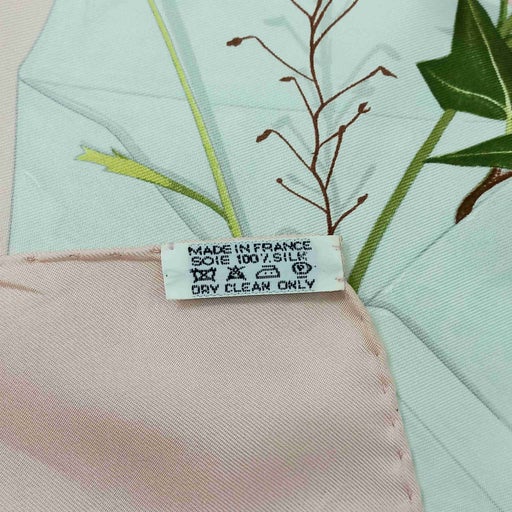 MADE IN FRANCE
SOIE 100% SILK
DRY CLEAN ONLY